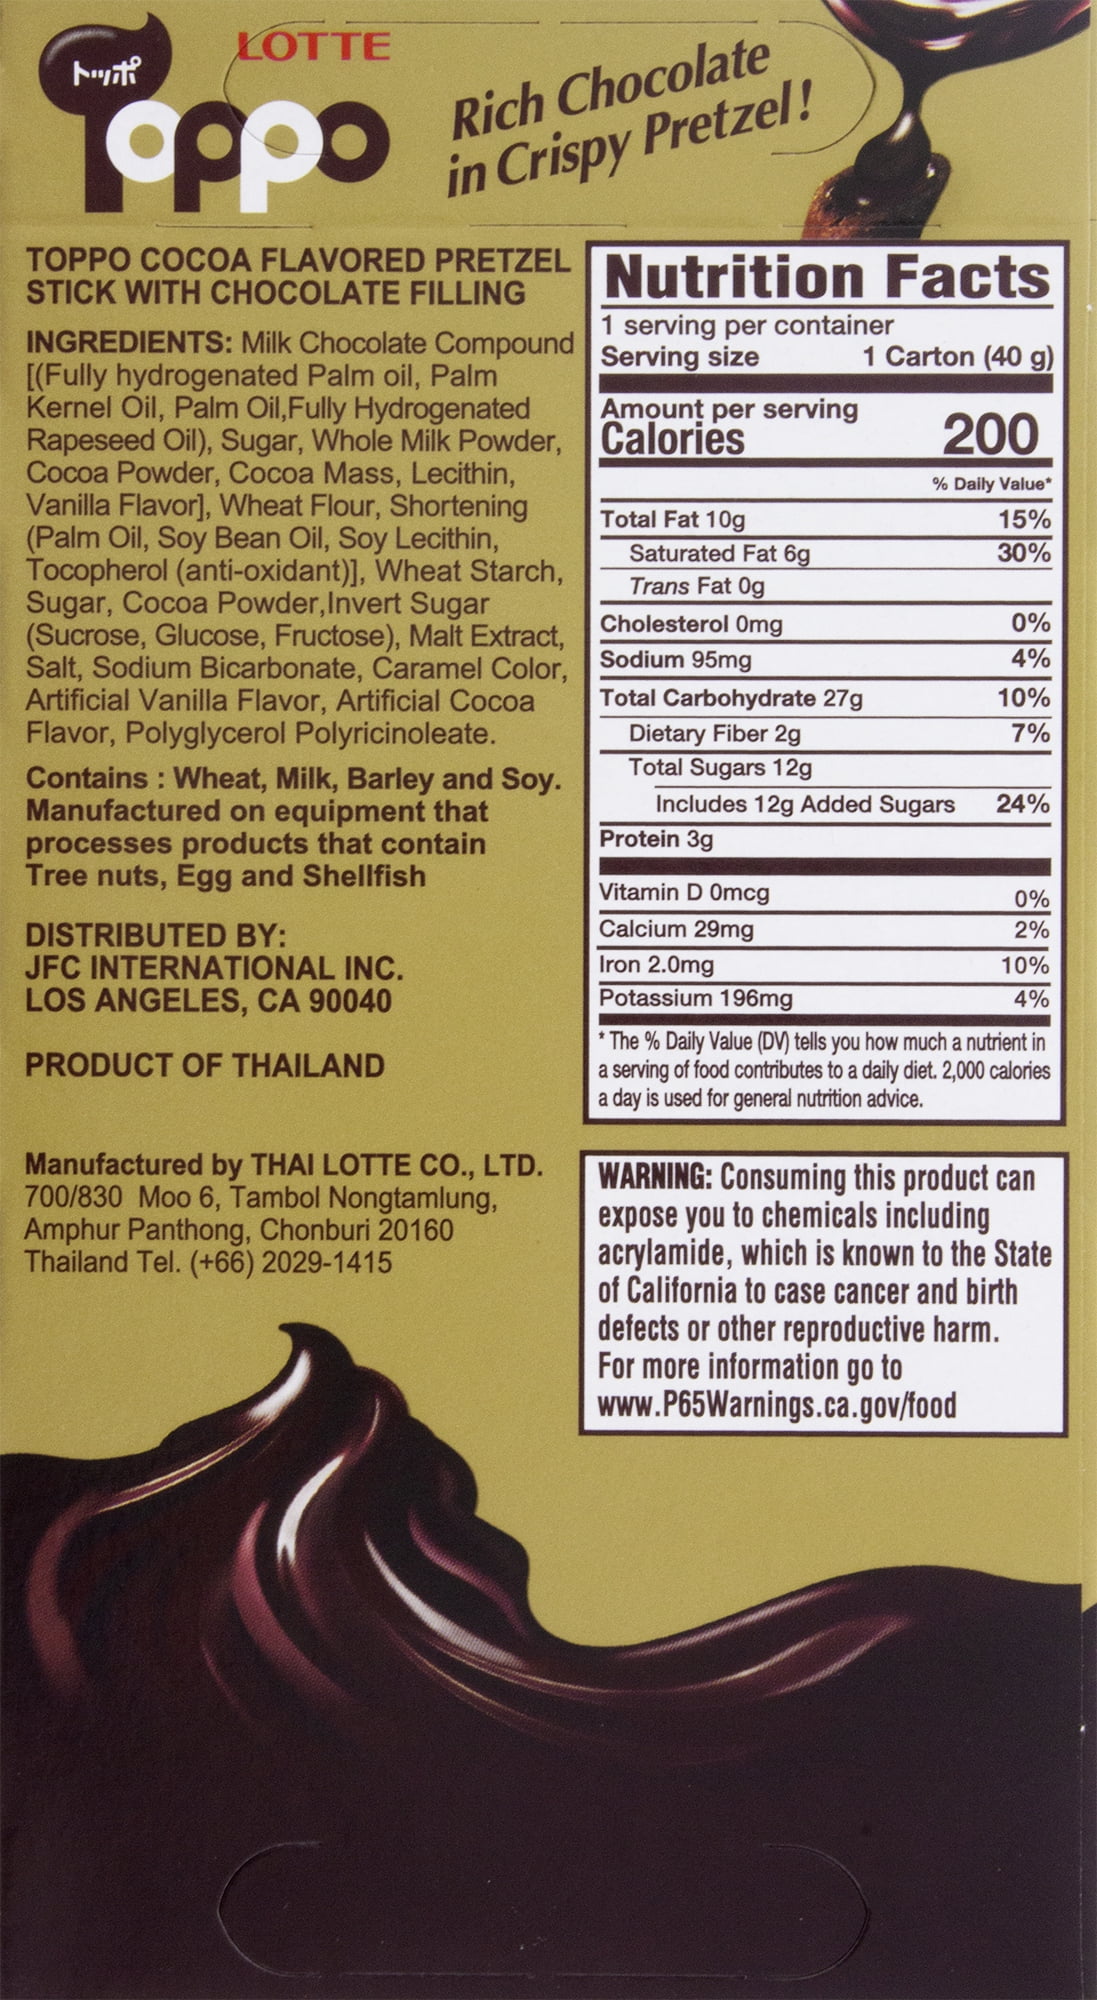 トッポ
LOTTE
Toppo
Rich Chocolate
in Crispy Pretzel!
TOPPO COCOA FLAVORED PRETZEL
STICK WITH CHOCOLATE FILLING
INGREDIENTS: Milk Chocolate Compound
[(Fully hydrogenated Palm oil, Palm
Kernel Oil, Palm Oil,Fully Hydrogenated
Rapeseed Oil), Sugar, Whole Milk Powder,
Cocoa Powder, Cocoa Mass, Lecithin,
Vanilla Flavor], Wheat Flour, Shortening
(Palm Oil, Soy Bean Oil, Soy Lecithin,
Tocopherol (anti-oxidant)], Wheat Starch,
Sugar, Cocoa Powder,Invert Sugar
(Sucrose, Glucose, Fructose), Malt Extract,
Salt, Sodium Bicarbonate, Caramel Color,
Artificial Vanilla Flavor, Artificial Cocoa
Flavor, Polyglycerol Polyricinoleate.
Contains : Wheat, Milk, Barley and Soy.
Manufactured on equipment that
processes products that contain
Tree nuts, Egg and Shellfish
DISTRIBUTED BY:
JFC INTERNATIONAL INC.
LOS ANGELES, CA 90040
PRODUCT OF THAILAND
Manufactured by THAI LOTTE CO., LTD.
700/830 Moo 6, Tambol Nongtamlung,
Amphur Panthong, Chonburi 20160
Thailand Tel. (+66) 2029-1415
Nutrition Facts
1 serving per container
Serving size 1 Carton (40 g)
Amount per serving
Calories 200
% Daily Value*
Total Fat 10g 15%
Saturated Fat 6g 30%
Trans Fat 0g
Cholesterol 0mg 0%
Sodium 95mg 4%
Total Carbohydrate 27g 10%
Dietary Fiber 2g 7%
Total Sugars 12g
Includes 12g Added Sugars 24%
Protein 3g
Vitamin D 0mcg 0%
Calcium 29mg 2%
Iron 2.0mg 10%
Potassium 196mg 4%
* The % Daily Value (DV) tells you how much a nutrient in
a serving of food contributes to a daily diet. 2,000 calories
a day is used for general nutrition advice.
WARNING: Consuming this product can
expose you to chemicals including
acrylamide, which is known to the State
of California to case cancer and birth
defects or other reproductive harm.
For more information go to
www.P65Warnings.ca.gov/food